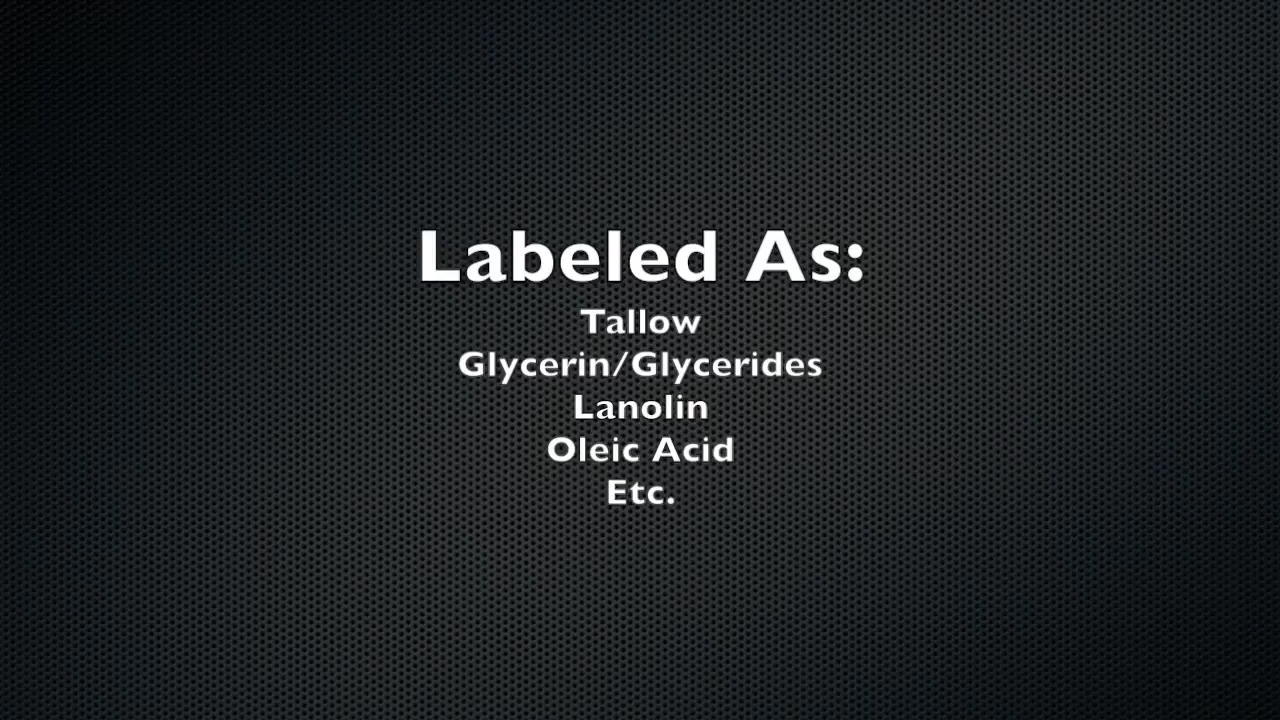 Labeled As:
Tallow
Glycerin/Glycerides
Lanolin
Oleic Acid
Etc.